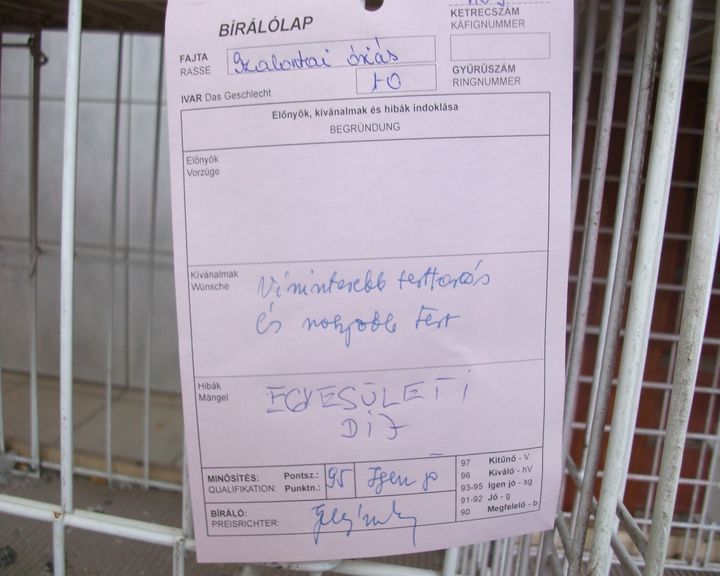 BÍRÁLÓLAP
KETRECSZÁM
KÄFIGNUMMER
FAJTA
RASSE
Szalontai óriás
GYŰRŰSZÁM
RINGNUMMER
IVAR Das Geschlecht
1,0
Előnyök, kívánalmak és hibák indoklása
BEGRÜNDUNG
Előnyök
Vorzüge
Kívánalmak
Wünsche
testtartás
és nagyobb test
Hibák
Mängel
EGYESÜLETI
DÍJ
MINŐSÍTÉS: Pontsz.: 95 Igen jó
QUALIFIKATION: Punktn.:
97 Kitűnő - V
96 Kiváló - hV
93-95 Igen jó - sg
91-92 Jó - g
90 Megfelelő - b
BÍRÁLÓ:
PREISRICHTER: